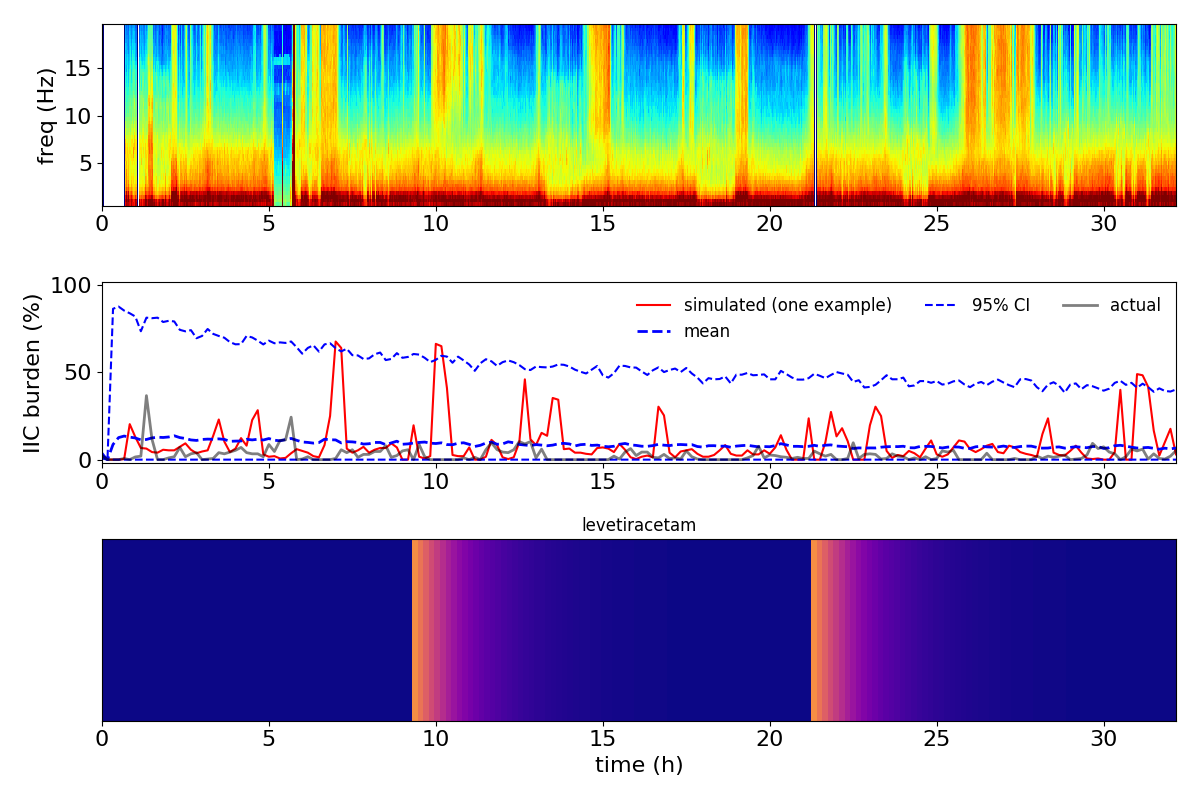 freq (Hz)
15
10
5
0 5 10 15 20 25 30
IIC burden (%)
100
50
0
simulated (one example) 95% CI actual
mean
0 5 10 15 20 25 30
levetiracetam
0 5 10 15 20 25 30
time (h)